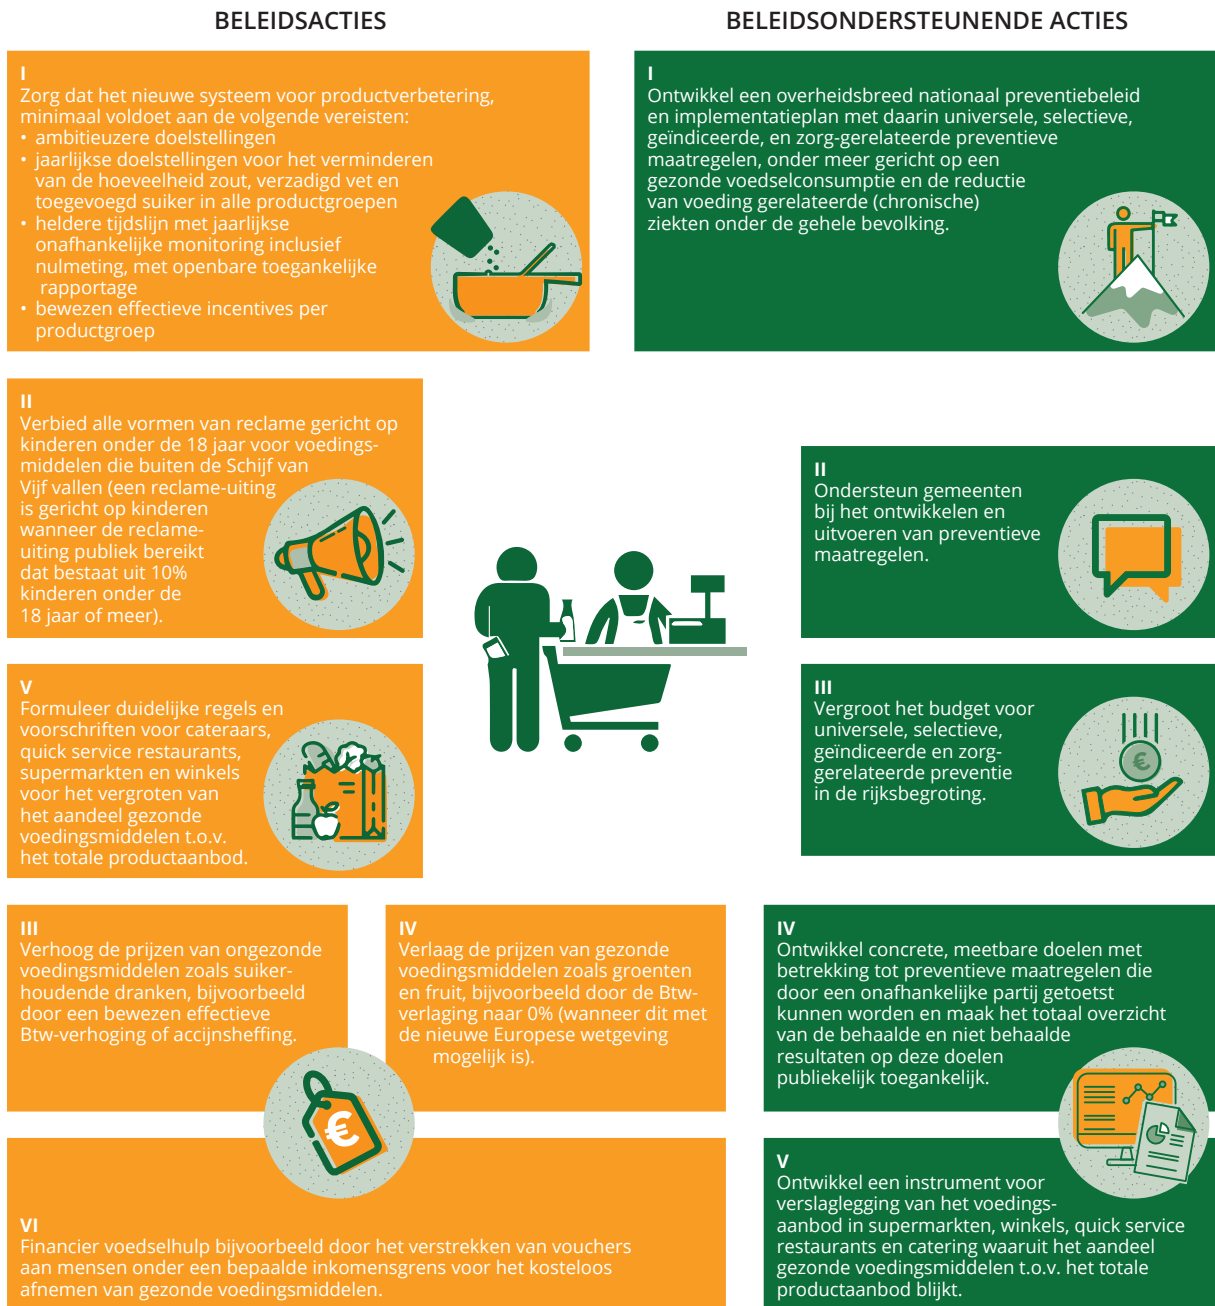 BELEIDSACTIES
I
Zorg dat het nieuwe systeem voor productverbetering,
minimaal voldoet aan de volgende vereisten:
• ambitieuzere doelstellingen
• jaarlijkse doelstellingen voor het verminderen
van de hoeveelheid zout, verzadigd vet en
toegevoegd suiker in alle productgroepen
• heldere tijdslijn met jaarlijkse
onafhankelijke monitoring inclusief
nulmeting, met openbare toegankelijke
rapportage
• bewezen effectieve incentives per
productgroep
II
Verbied alle vormen van reclame gericht op
kinderen onder de 18 jaar voor voedings-
middelen die buiten de Schijf van
Vijf vallen (een reclame-uiting
is gericht op kinderen
wanneer de reclame-
uiting publiek bereikt
dat bestaat uit 10%
kinderen onder de
18 jaar of meer).
V
Formuleer duidelijke regels en
voorschriften voor cateraars,
quick service restaurants,
supermarkten en winkels
voor het vergroten van
het aandeel gezonde
voedingsmiddelen t.o.v.
het totale productaanbod.
III
Verhoog de prijzen van ongezonde
voedingsmiddelen zoals suiker-
houdende dranken, bijvoorbeeld
door een bewezen effectieve
Btw-verhoging of accijnsheffing.
IV
Verlaag de prijzen van gezonde
voedingsmiddelen zoals groenten
en fruit, bijvoorbeeld door de Btw-
verlaging naar 0% (wanneer dit met
de nieuwe Europese wetgeving
mogelijk is).
€
VI
Financier voedselhulp bijvoorbeeld door het verstrekken van vouchers
aan mensen onder een bepaalde inkomensgrens voor het kosteloos
afnemen van gezonde voedingsmiddelen.
BELEIDSONDERSTEUNENDE ACTIES
I
Ontwikkel een overheidsbreed nationaal preventiebeleid
en implementatieplan met daarin universele, selectieve,
geïndiceerde, en zorg-gerelateerde preventieve
maatregelen, onder meer gericht op een
gezonde voedselconsumptie en de reductie
van voeding gerelateerde (chronische)
ziekten onder de gehele bevolking.
II
Ondersteun gemeenten
bij het ontwikkelen en
uitvoeren van preventieve
maatregelen.
III
Vergroot het budget voor
universele, selectieve,
geïndiceerde en zorg-
gerelateerde preventie
in de rijksbegroting.
€
IV
Ontwikkel concrete, meetbare doelen met
betrekking tot preventieve maatregelen die
door een onafhankelijke partij getoetst
kunnen worden en maak het totaal overzicht
van de behaalde en niet behaalde
resultaten op deze doelen
publiekelijk toegankelijk.
V
Ontwikkel een instrument voor
verslaglegging van het voedings-
aanbod in supermarkten, winkels, quick service
restaurants en catering waaruit het aandeel
gezonde voedingsmiddelen t.o.v. het totale
productaanbod blijkt.